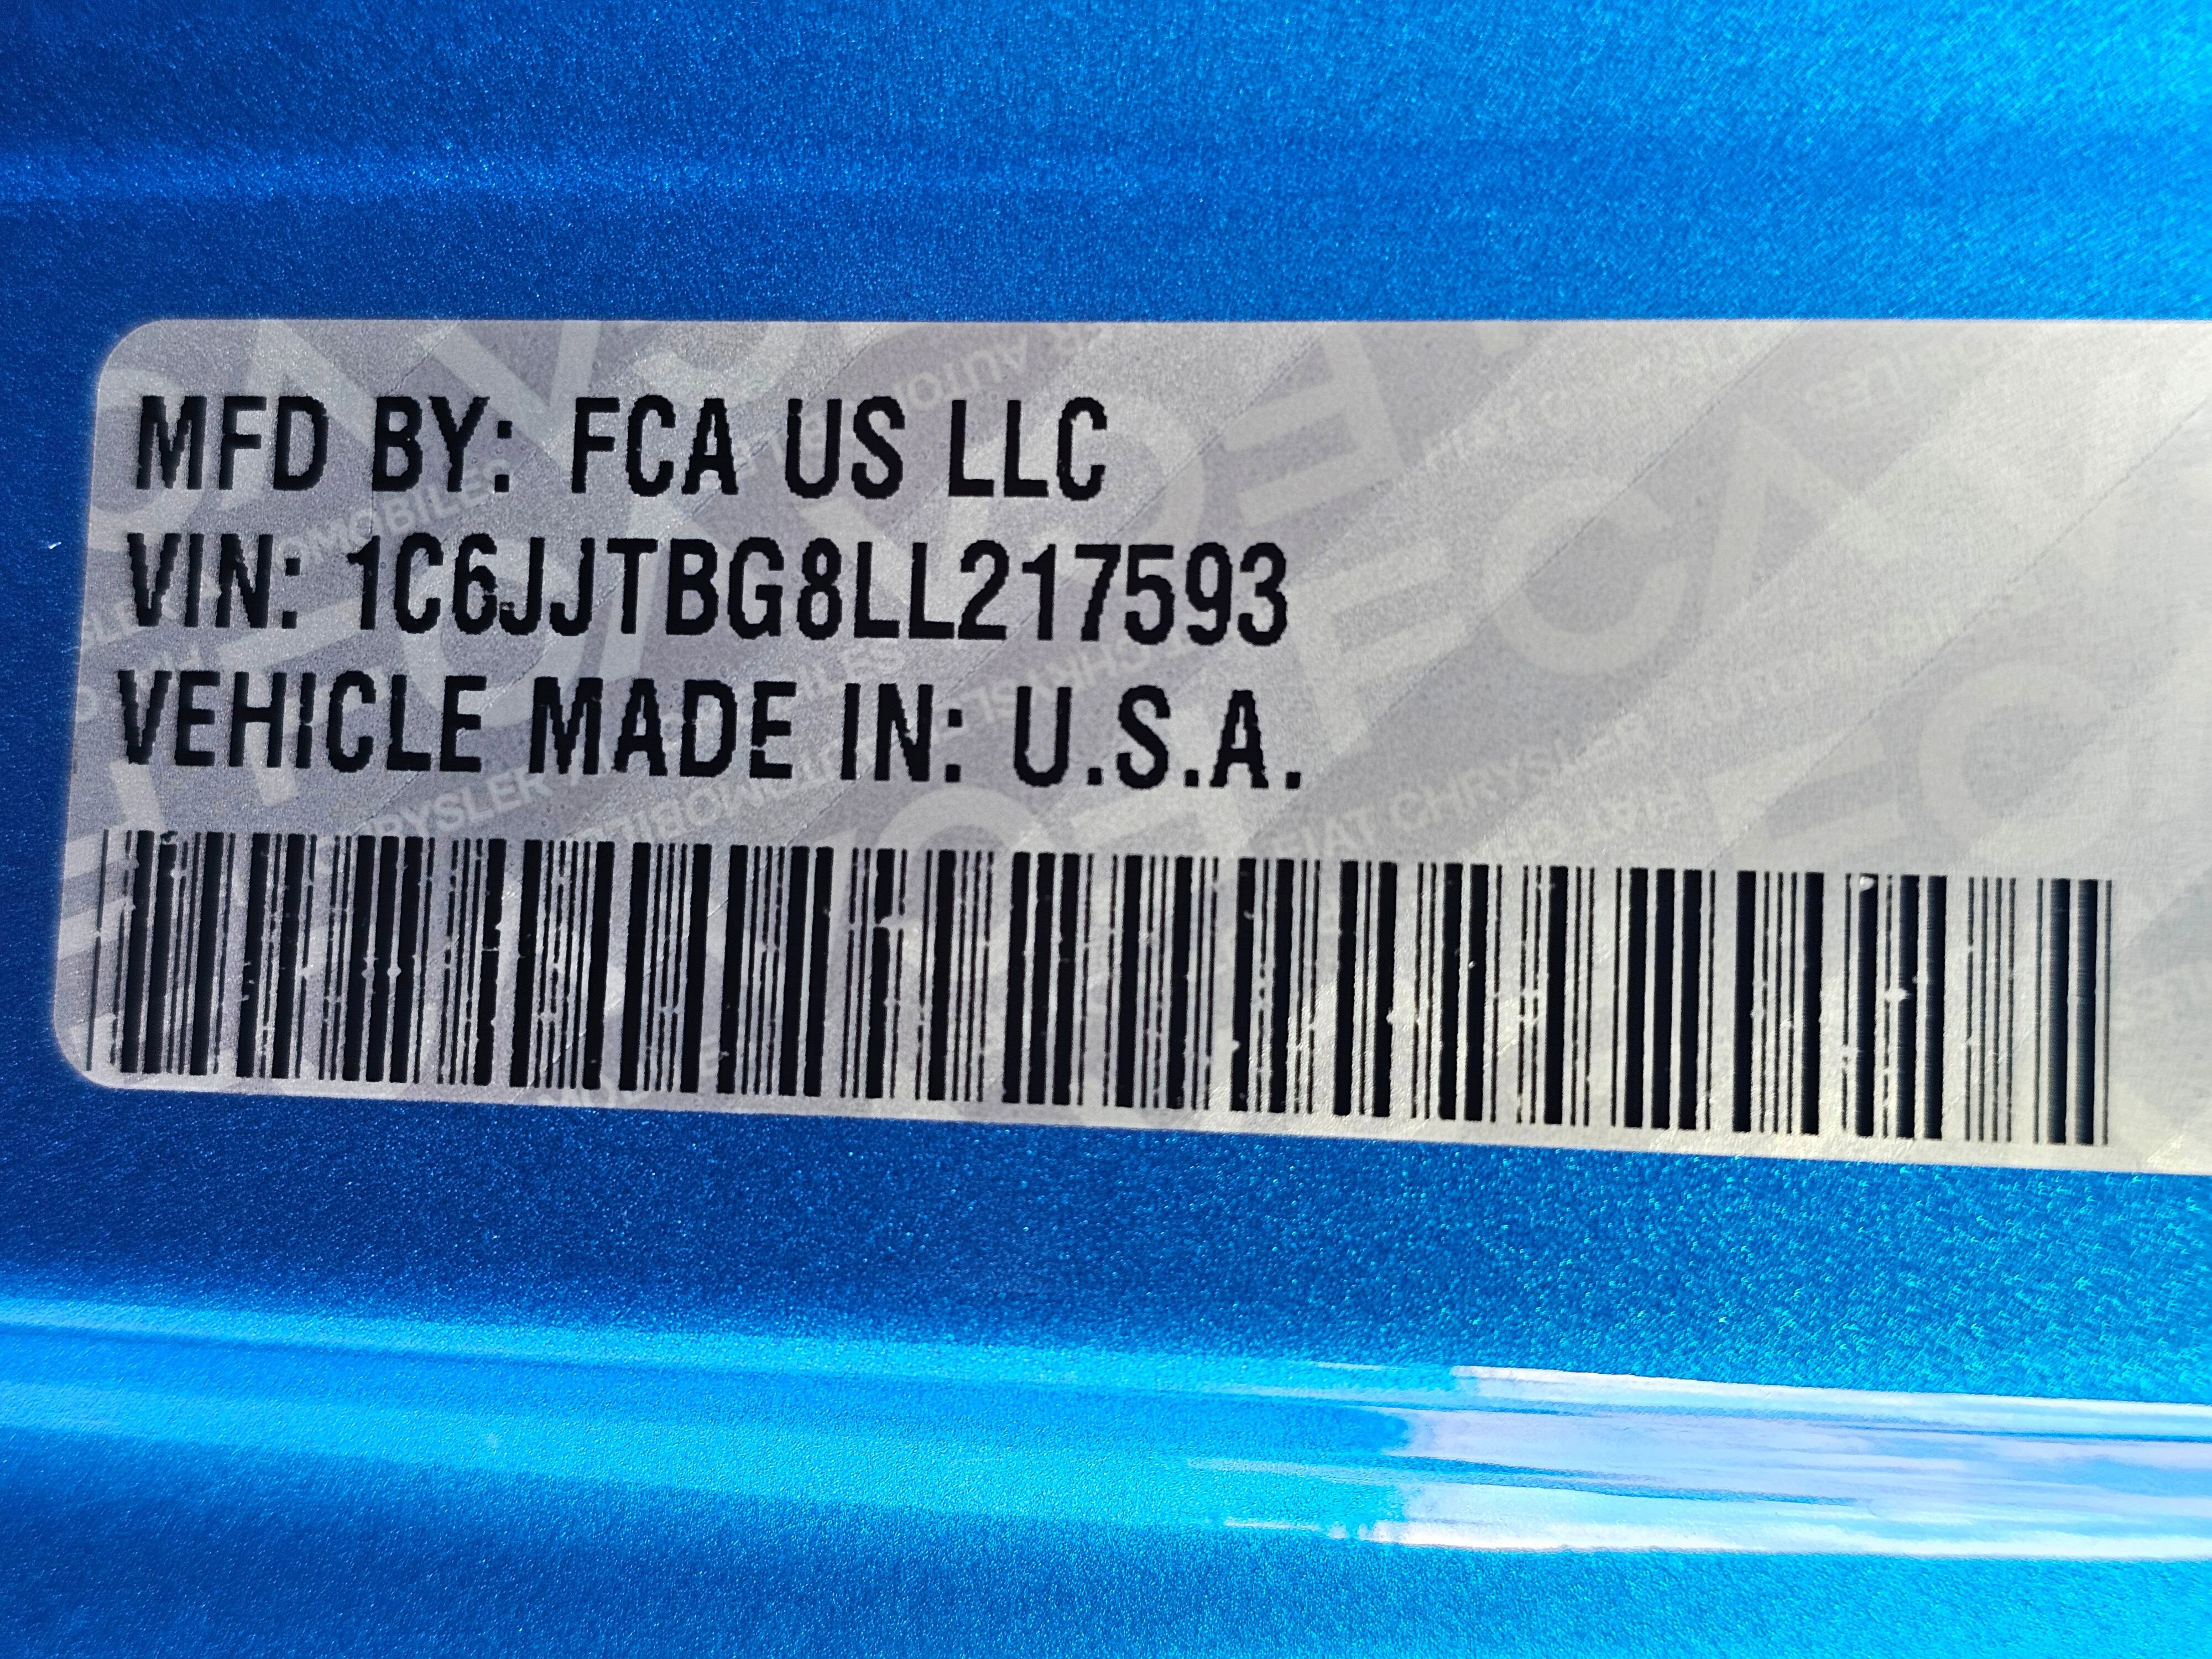 MFD BY: FCA US LLC
VIN: 1C6JJTBG8LL217593
VEHICLE MADE IN: U.S.A.